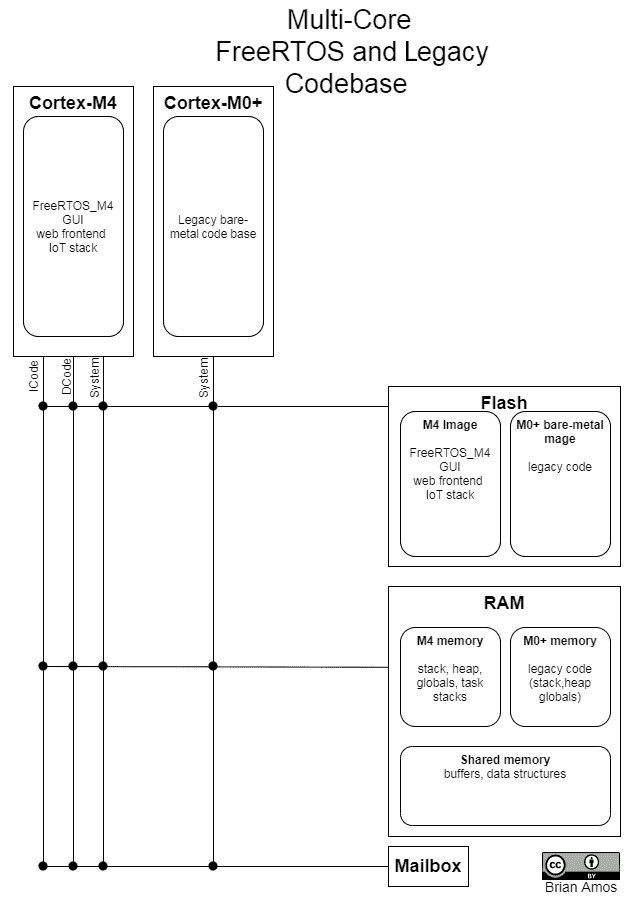 Multi-Core
FreeRTOS and Legacy
Codebase
Cortex-M4
FreeRTOS_M4
GUI
web frontend
IoT stack
Cortex-M0+
Legacy bare-
metal code base
ICode
DCode
System
System
Flash
M4 Image
FreeRTOS_M4
GUI
web frontend
IoT stack
M0+ bare-metal
mage
legacy code
RAM
M4 memory
stack, heap,
globals, task
stacks
M0+ memory
legacy code
(stack,heap
globals)
Shared memory
buffers, data structures
Mailbox
cc
BY
Brian Amos